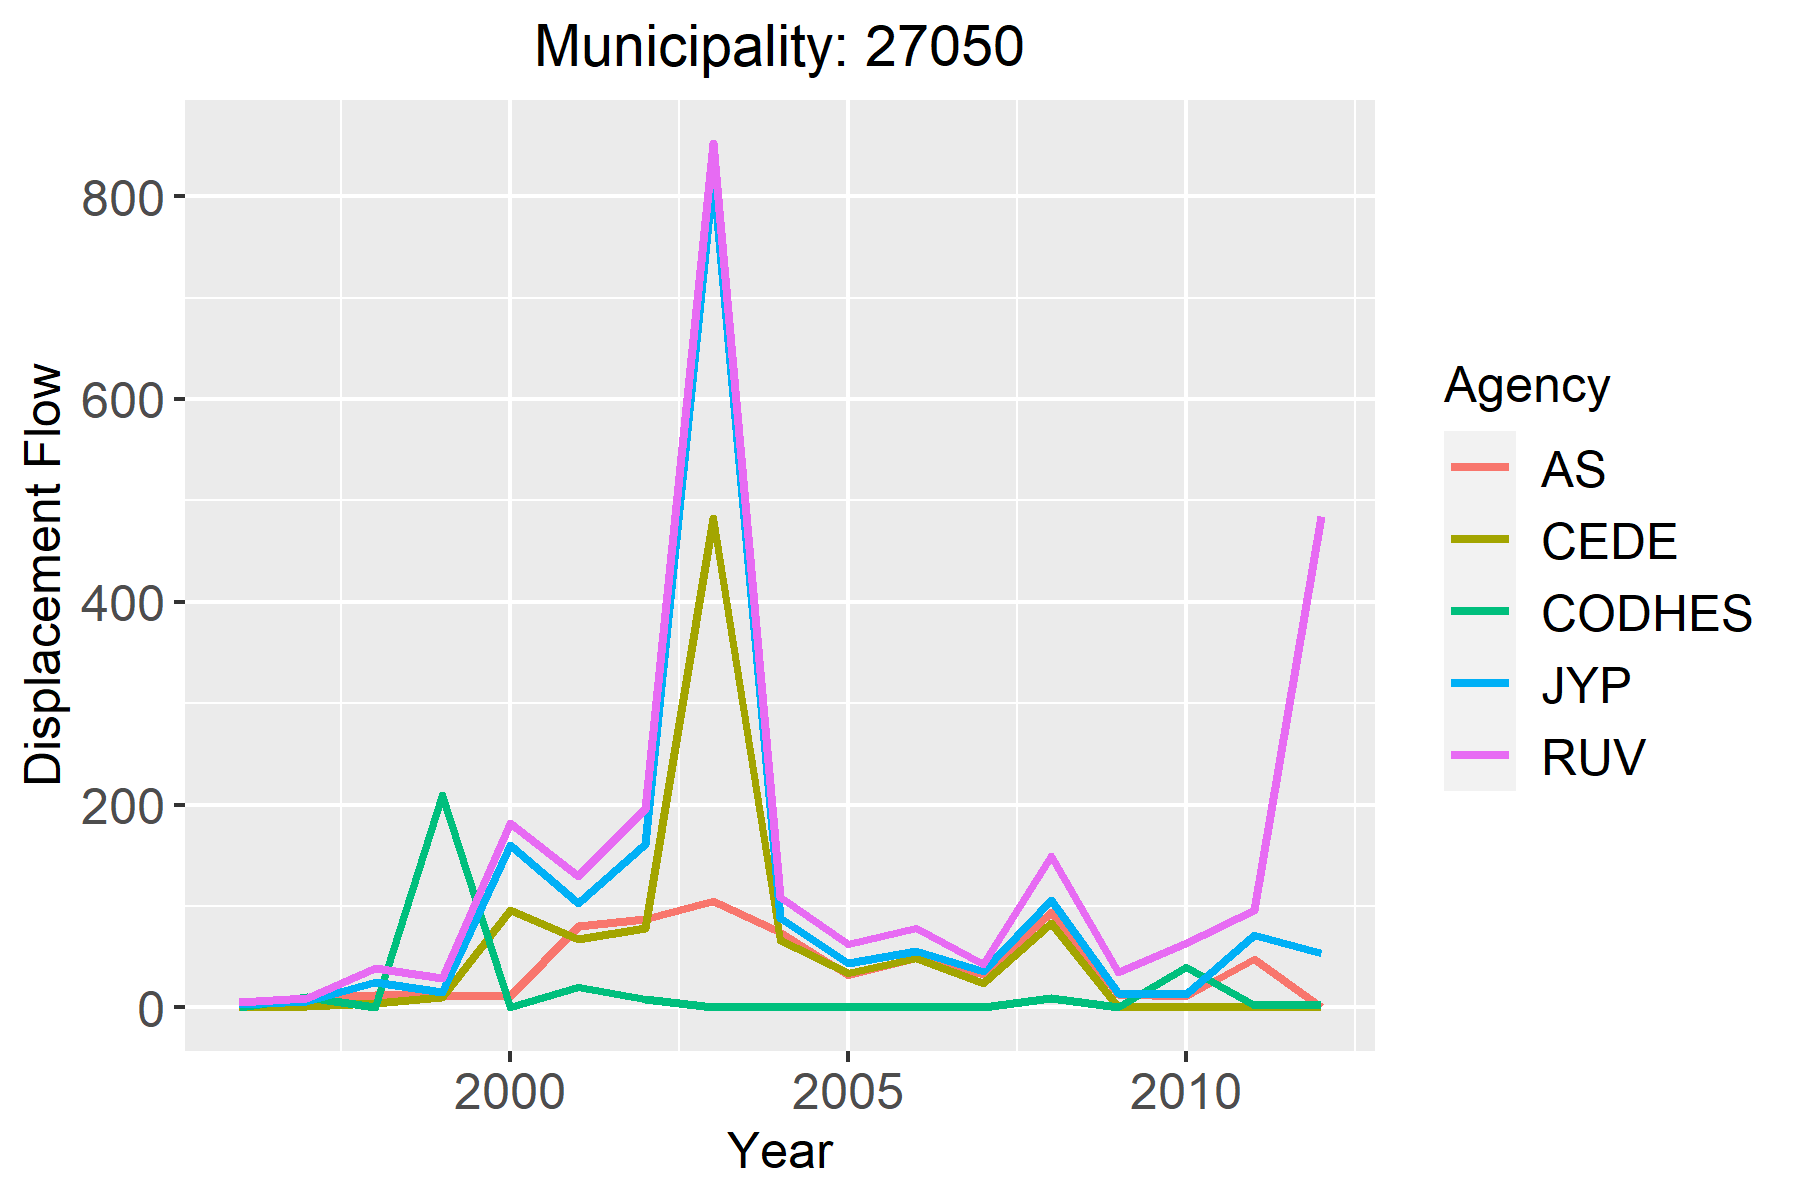 Municipality: 27050
Displacement Flow
800
600
400
200
0
2000 2005 2010
Year
Agency
AS
CEDE
CODHES
JYP
RUV